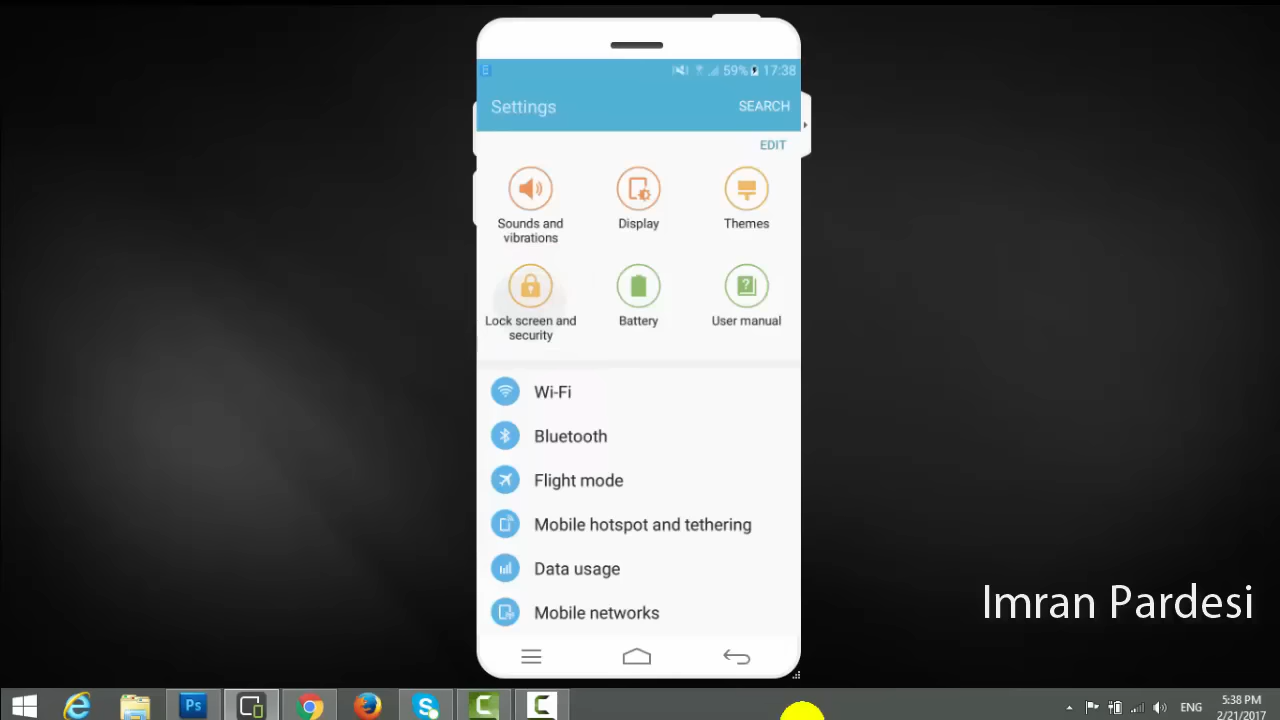 59% 17:38
Settings
SEARCH
EDIT
Sounds and
vibrations
Display
Themes
Lock screen and
security
Battery
User manual
Wi-Fi
Bluetooth
Flight mode
Mobile hotspot and tethering
Data usage
Mobile networks
Imran Pardesi
Ps
ENG
5:38 PM
2/21/2017